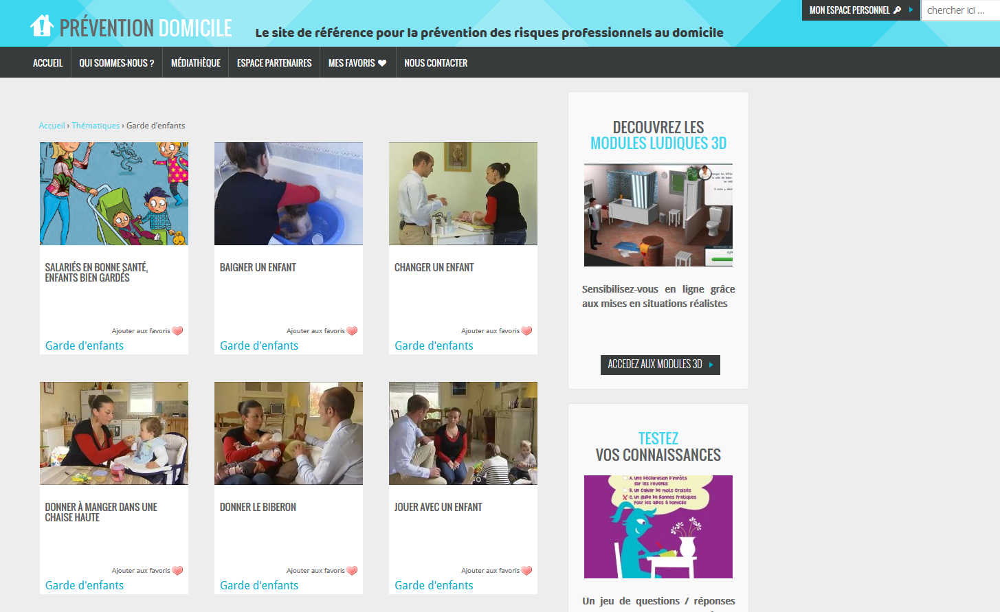 PRÉVENTION DOMICILE
Le site de référence pour la prévention des risques professionnels au domicile
MON ESPACE PERSONNEL
chercher ici ...
ACCUEIL
QUI SOMMES-NOUS ?
MÉDIATHÈQUE
ESPACE PARTENAIRES
MES FAVORIS
NOUS CONTACTER
Accueil › Thématiques › Garde d’enfants
SALARIÉS EN BONNE SANTÉ,
ENFANTS BIEN GARDÉS
Ajouter aux favoris
Garde d'enfants
BAIGNER UN ENFANT
Ajouter aux favoris
Garde d'enfants
CHANGER UN ENFANT
Ajouter aux favoris
Garde d'enfants
DONNER À MANGER DANS UNE
CHAISE HAUTE
Ajouter aux favoris
Garde d'enfants
DONNER LE BIBERON
Ajouter aux favoris
Garde d'enfants
JOUER AVEC UN ENFANT
Ajouter aux favoris
Garde d'enfants
DECOUVREZ LES
MODULES LUDIQUES 3D
Sensibilisez-vous en ligne grâce
aux mises en situations réalistes
ACCEDEZ AUX MODULES 3D
TESTEZ
VOS CONNAISSANCES
A. une déclaration d'impôts
sur les revenus
B. un cahier de mots croisés
C. un guide de Bonnes Pratiques
pour les aides à Domicile
Un jeu de questions / réponses